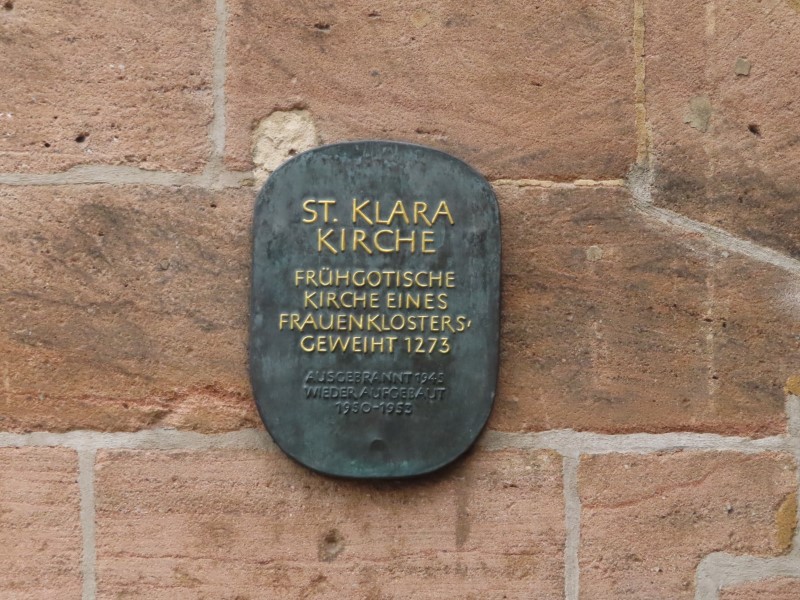 ST. KLARA
KIRCHE
FRÜHGOTISCHE
KIRCHE EINES
FRAUENKLOSTERS,
GEWEIHT 1273
AUSGEBRANNT 1945
WIEDER AUFGEBAUT
1950-1953